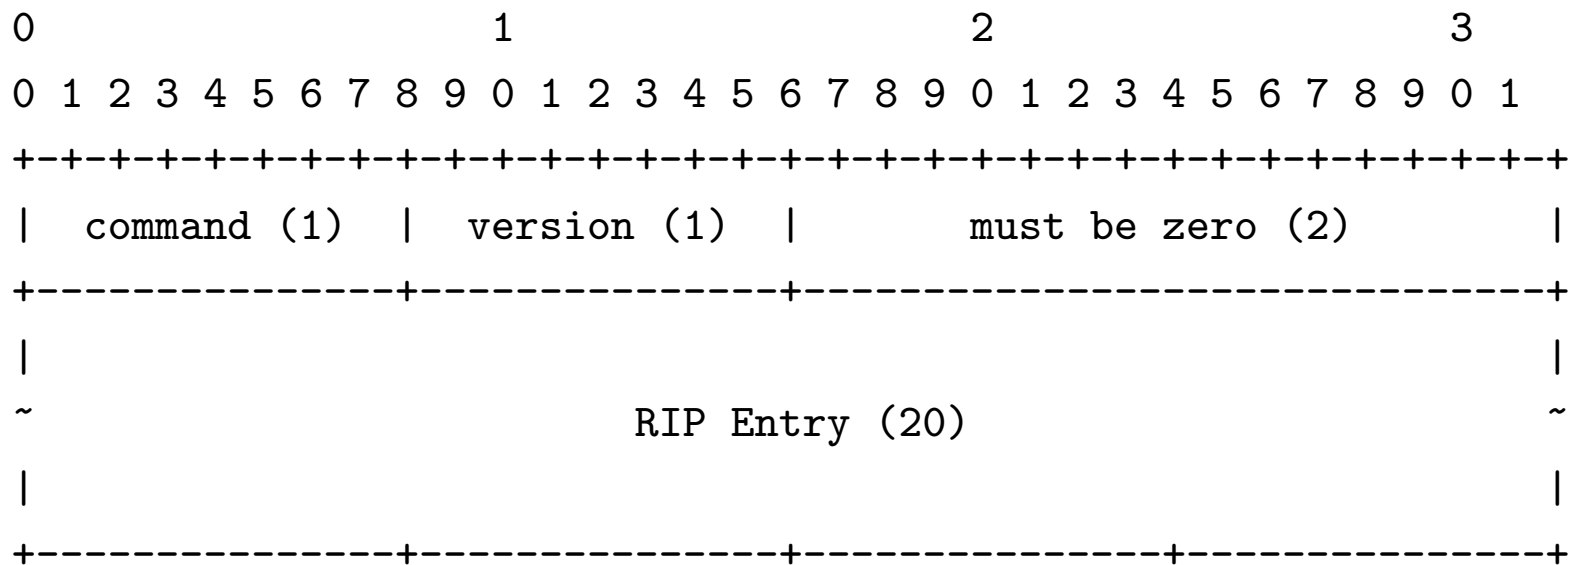 0                   1                   2                   3
0 1 2 3 4 5 6 7 8 9 0 1 2 3 4 5 6 7 8 9 0 1 2 3 4 5 6 7 8 9 0 1
+-+-+-+-+-+-+-+-+-+-+-+-+-+-+-+-+-+-+-+-+-+-+-+-+-+-+-+-+-+-+-+-+
|  command (1)  |  version (1)  |       must be zero (2)        |
+---------------+---------------+-------------------------------+
|                                                               |
~                         RIP Entry (20)                        ~
|                                                               |
+---------------+---------------+---------------+---------------+